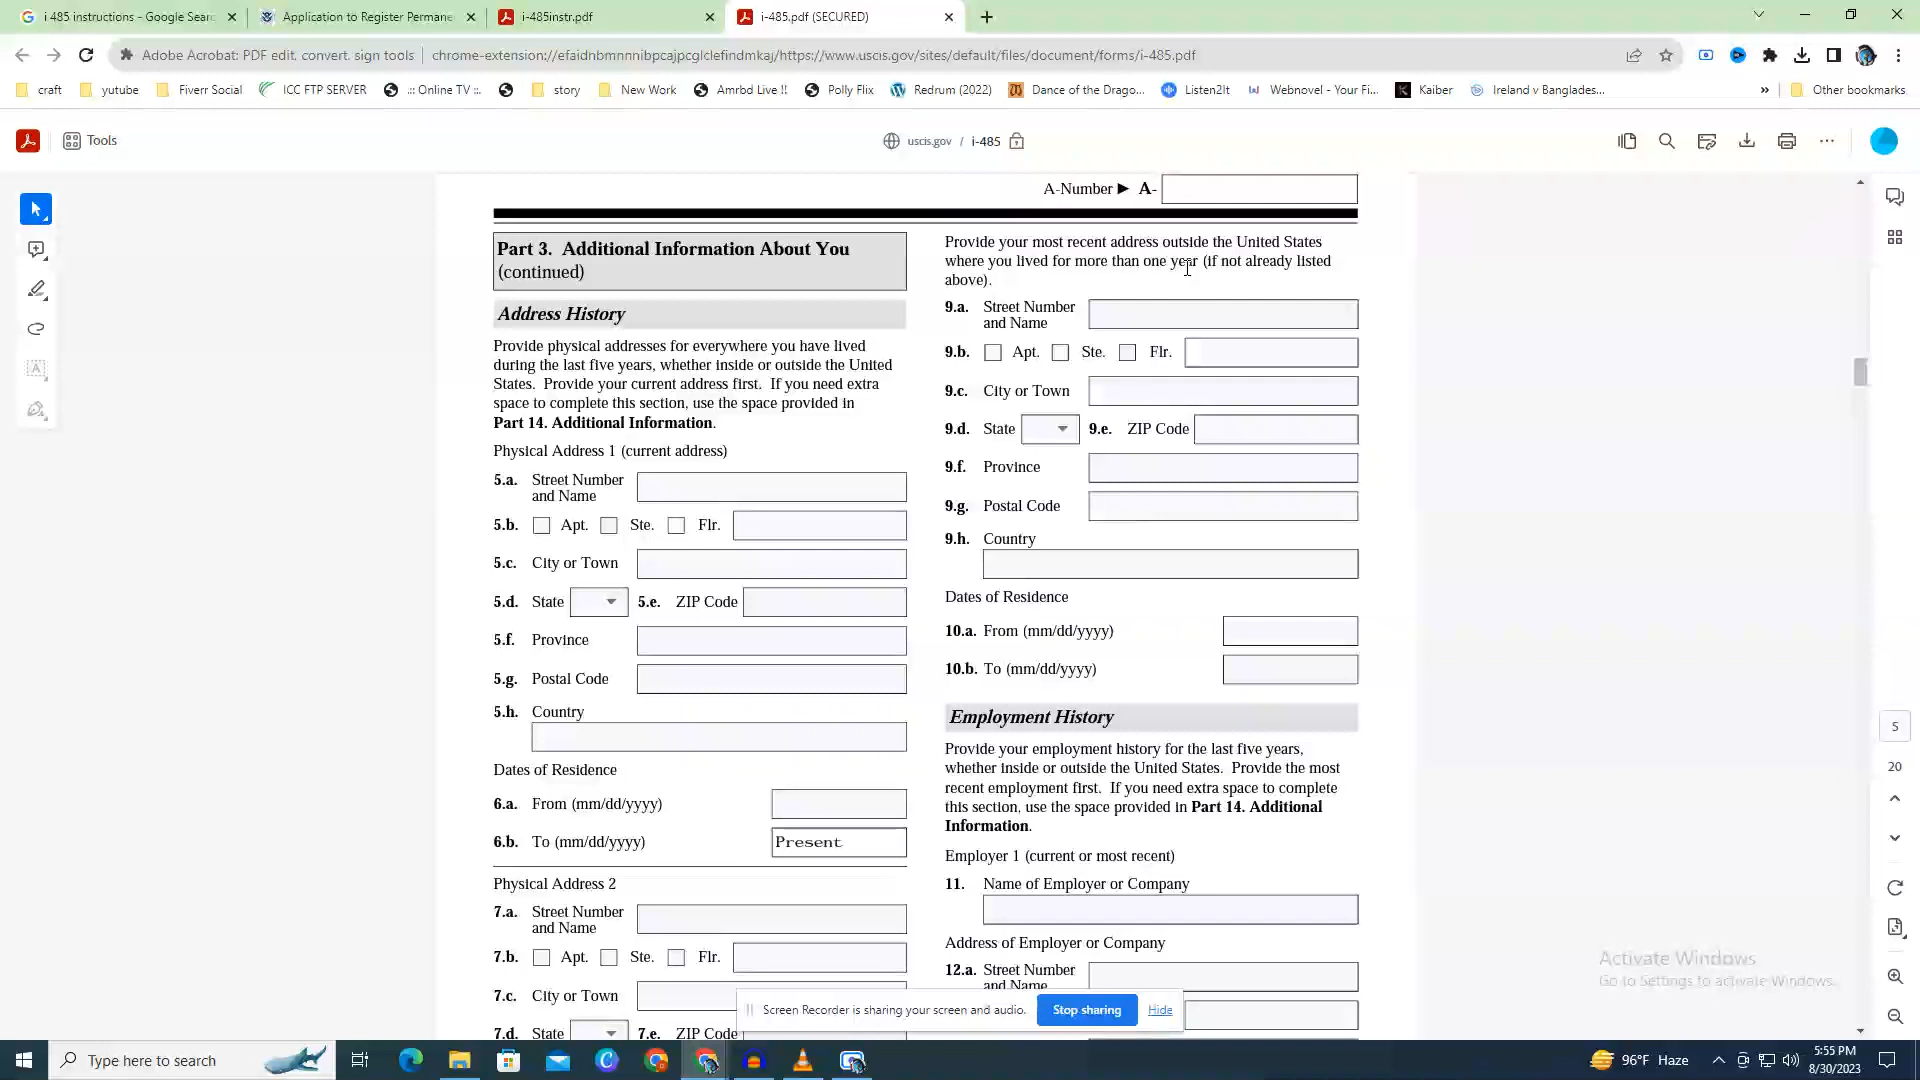 i 485 instructions - Google Sear
Application to Register Permane
i-485instr.pdf
i-485.pdf (SECURED)
Adobe Acrobat: PDF edit, convert, sign tools
chrome-extension://efaidnbmnnnibpcajpcglclefindmkaj/https://www.uscis.gov/sites/default/files/document/forms/i-485.pdf
craft
yutube
Fiverr Social
ICC FTP SERVER
.:: Online TV ::.
story
New Work
Amrbd Live !!
Polly Flix
Redrum (2022)
Dance of the Drago...
Listen2It
Webnovel - Your Fi...
Kaiber
Ireland v Banglades...
»
Other bookmarks
Tools
uscis.gov / i-485
A-Number ► A-
Part 3. Additional Information About You
(continued)
Address History
Provide physical addresses for everywhere you have lived
during the last five years, whether inside or outside the United
States. Provide your current address first. If you need extra
space to complete this section, use the space provided in
Part 14. Additional Information.
Physical Address 1 (current address)
5.a. Street Number
and Name
5.b. Apt. Ste. Flr.
5.c. City or Town
5.d. State 5.e. ZIP Code
5.f. Province
5.g. Postal Code
5.h. Country
Dates of Residence
6.a. From (mm/dd/yyyy)
6.b. To (mm/dd/yyyy) Present
Physical Address 2
7.a. Street Number
and Name
7.b. Apt. Ste. Flr.
7.c. City or Town
7.d. State 7.e. ZIP Code
Provide your most recent address outside the United States
where you lived for more than one year (if not already listed
above).
9.a. Street Number
and Name
9.b. Apt. Ste. Flr.
9.c. City or Town
9.d. State 9.e. ZIP Code
9.f. Province
9.g. Postal Code
9.h. Country
Dates of Residence
10.a. From (mm/dd/yyyy)
10.b. To (mm/dd/yyyy)
Employment History
Provide your employment history for the last five years,
whether inside or outside the United States. Provide the most
recent employment first. If you need extra space to complete
this section, use the space provided in Part 14. Additional
Information.
Employer 1 (current or most recent)
11. Name of Employer or Company
Address of Employer or Company
12.a. Street Number
and Name
5
20
Activate Windows
Go to Settings to activate Windows.
Screen Recorder is sharing your screen and audio.
Stop sharing
Hide
Type here to search
96°F Haze
5:55 PM
8/30/2023